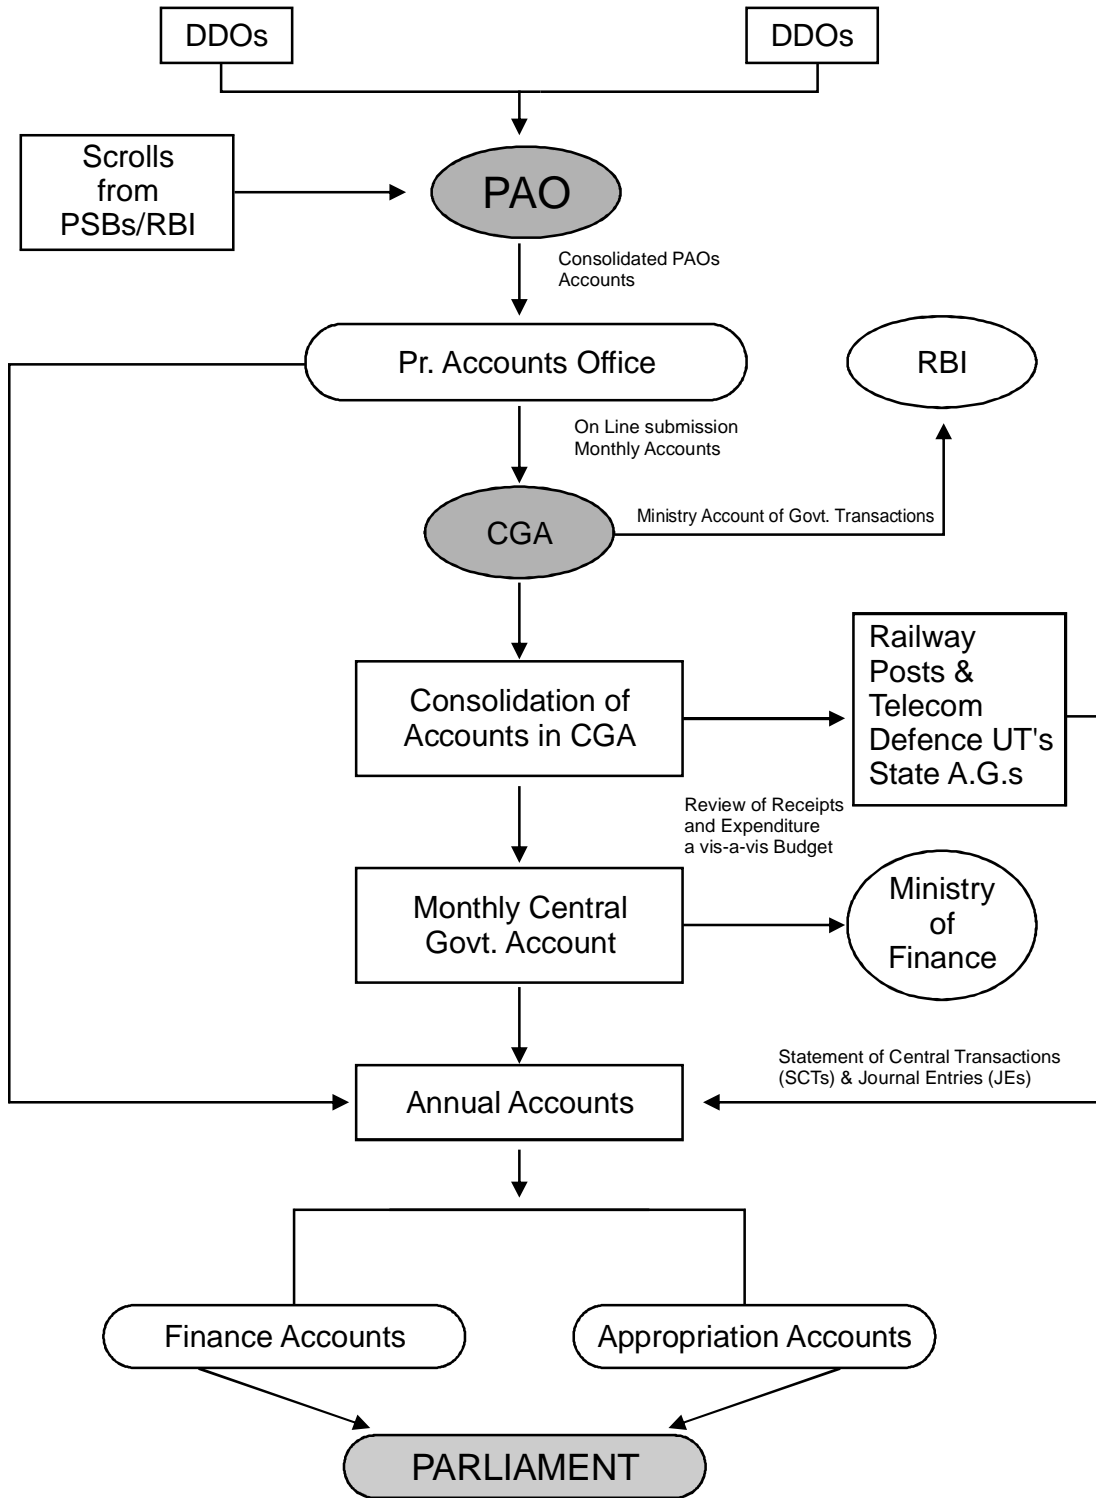 DDOs
DDOs
Scrolls
from
PSBs/RBI
PAO
Consolidated PAOs
Accounts
Pr. Accounts Office
RBI
On Line submission
Monthly Accounts
CGA
Ministry Account of Govt. Transactions
Consolidation of
Accounts in CGA
Railway
Posts &
Telecom
Defence UT's
State A.G.s
Review of Receipts
and Expenditure
a vis-a-vis Budget
Monthly Central
Govt. Account
Ministry
of
Finance
Statement of Central Transactions
(SCTs) & Journal Entries (JEs)
Annual Accounts
Finance Accounts
Appropriation Accounts
PARLIAMENT